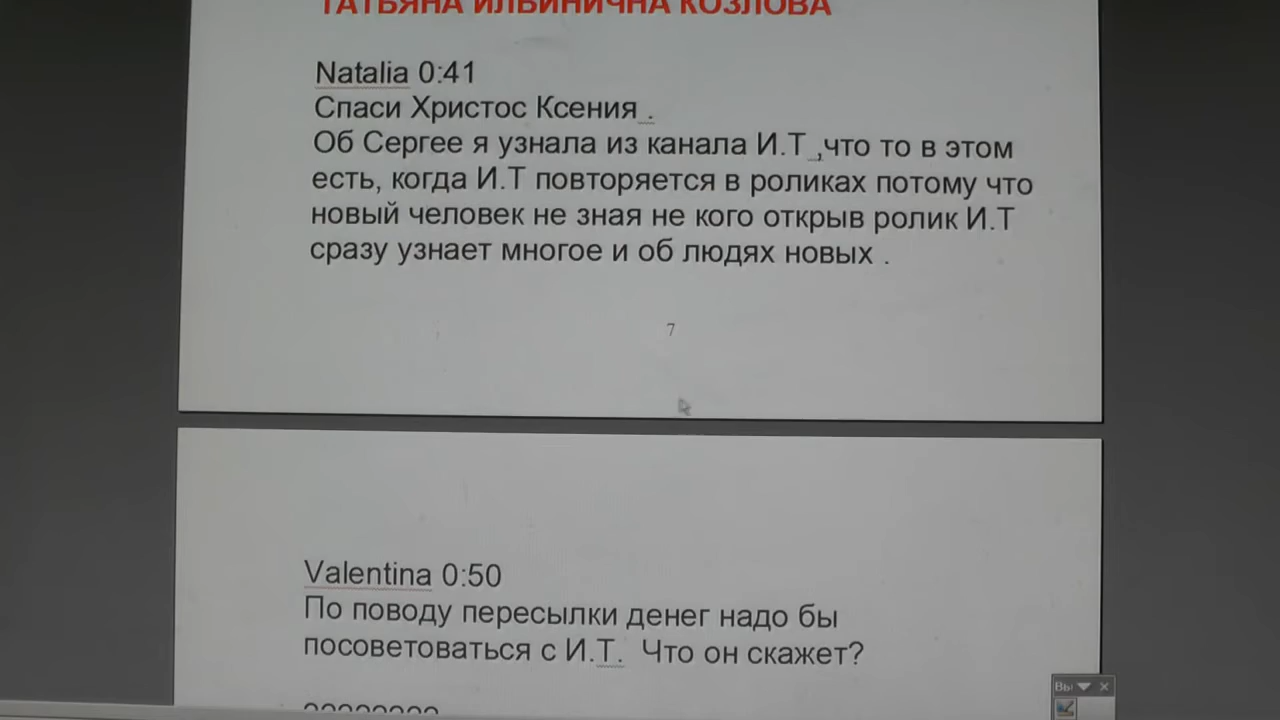 ТАТЬЯНА ИЛЬИНИЧНА КОЗЛОВА
Natalia 0:41
Спаси Христос Ксения .
Об Сергее я узнала из канала И.Т ,что то в этом
есть, когда И.Т повторяется в роликах потому что
новый человек не зная не кого открыв ролик И.Т
сразу узнает многое и об людях новых .
7
Valentina 0:50
По поводу пересылки денег надо бы
посоветоваться с И.Т. Что он скажет?
Вы